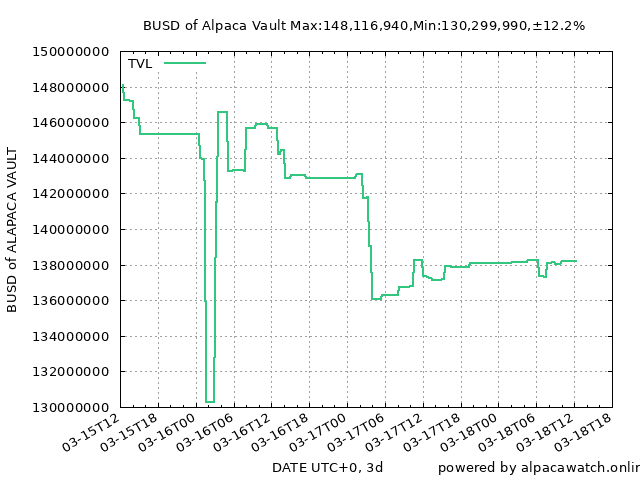 BUSD of Alpaca Vault Max:148,116,940,Min:130,299,990,±12.2%
150000000
TVL
148000000
146000000
144000000
142000000
140000000
138000000
136000000
134000000
132000000
130000000
BUSD of ALAPACA VAULT
03-15T12
03-15T18
03-16T00
03-16T06
03-16T12
03-16T18
03-17T00
03-17T06
03-17T12
03-17T18
03-18T00
03-18T06
03-18T12
03-18T18
DATE UTC+0, 3d
powered by alpacawatch.onlin